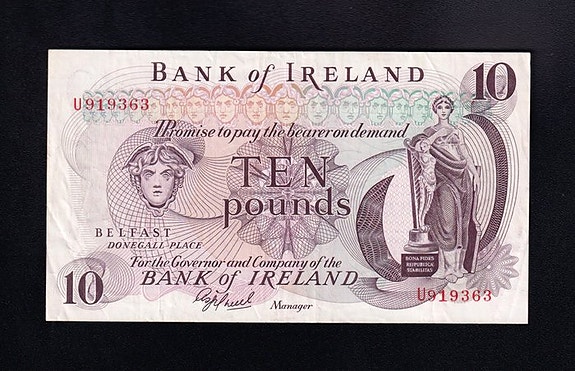 BANK of IRELAND
10
U919363
I Promise to pay the bearer on demand
TEN
pounds
BELFAST
DONEGALL PLACE
BONA FIDES
REIPUBLICÆ
STABILITAS
For the Governor and Company of the
10
BANK of IRELAND
Manager
U919363